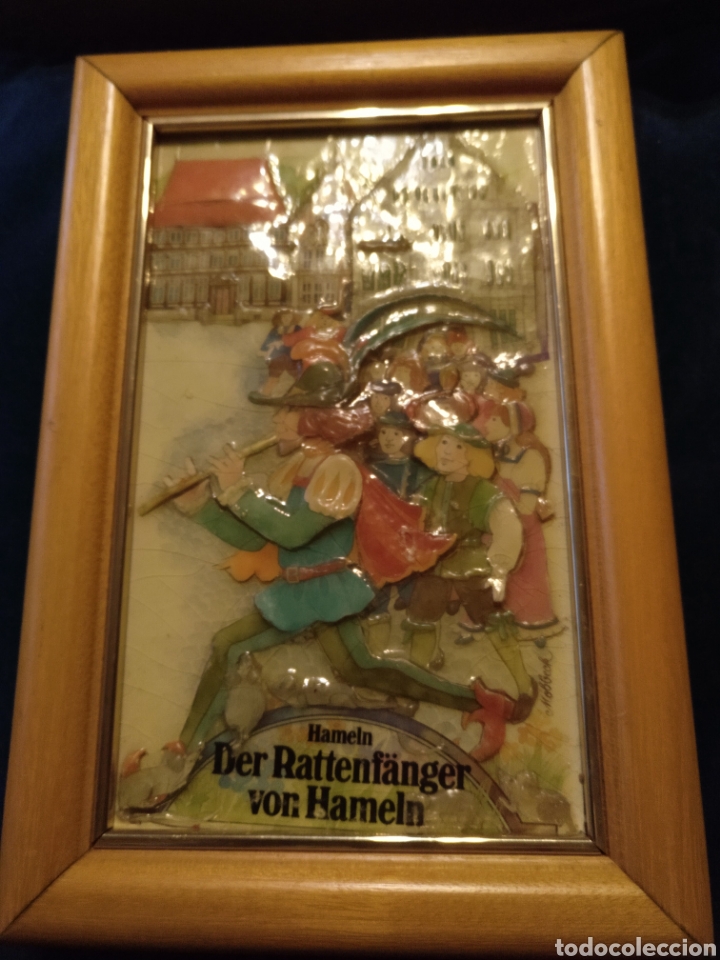 Hameln
Der Rattenfänger
von Hameln
todocoleccion